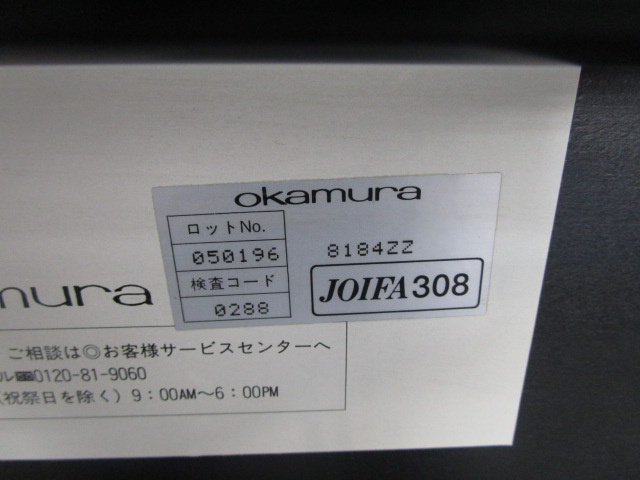 okamura
ロットNo.
050196
8184ZZ
検査コード
0288
JOIFA308
mura
ご相談は◎お客様サービスセンターへ
ル☎0120-81-9060
(祝祭日を除く) 9:00AM〜6:00PM